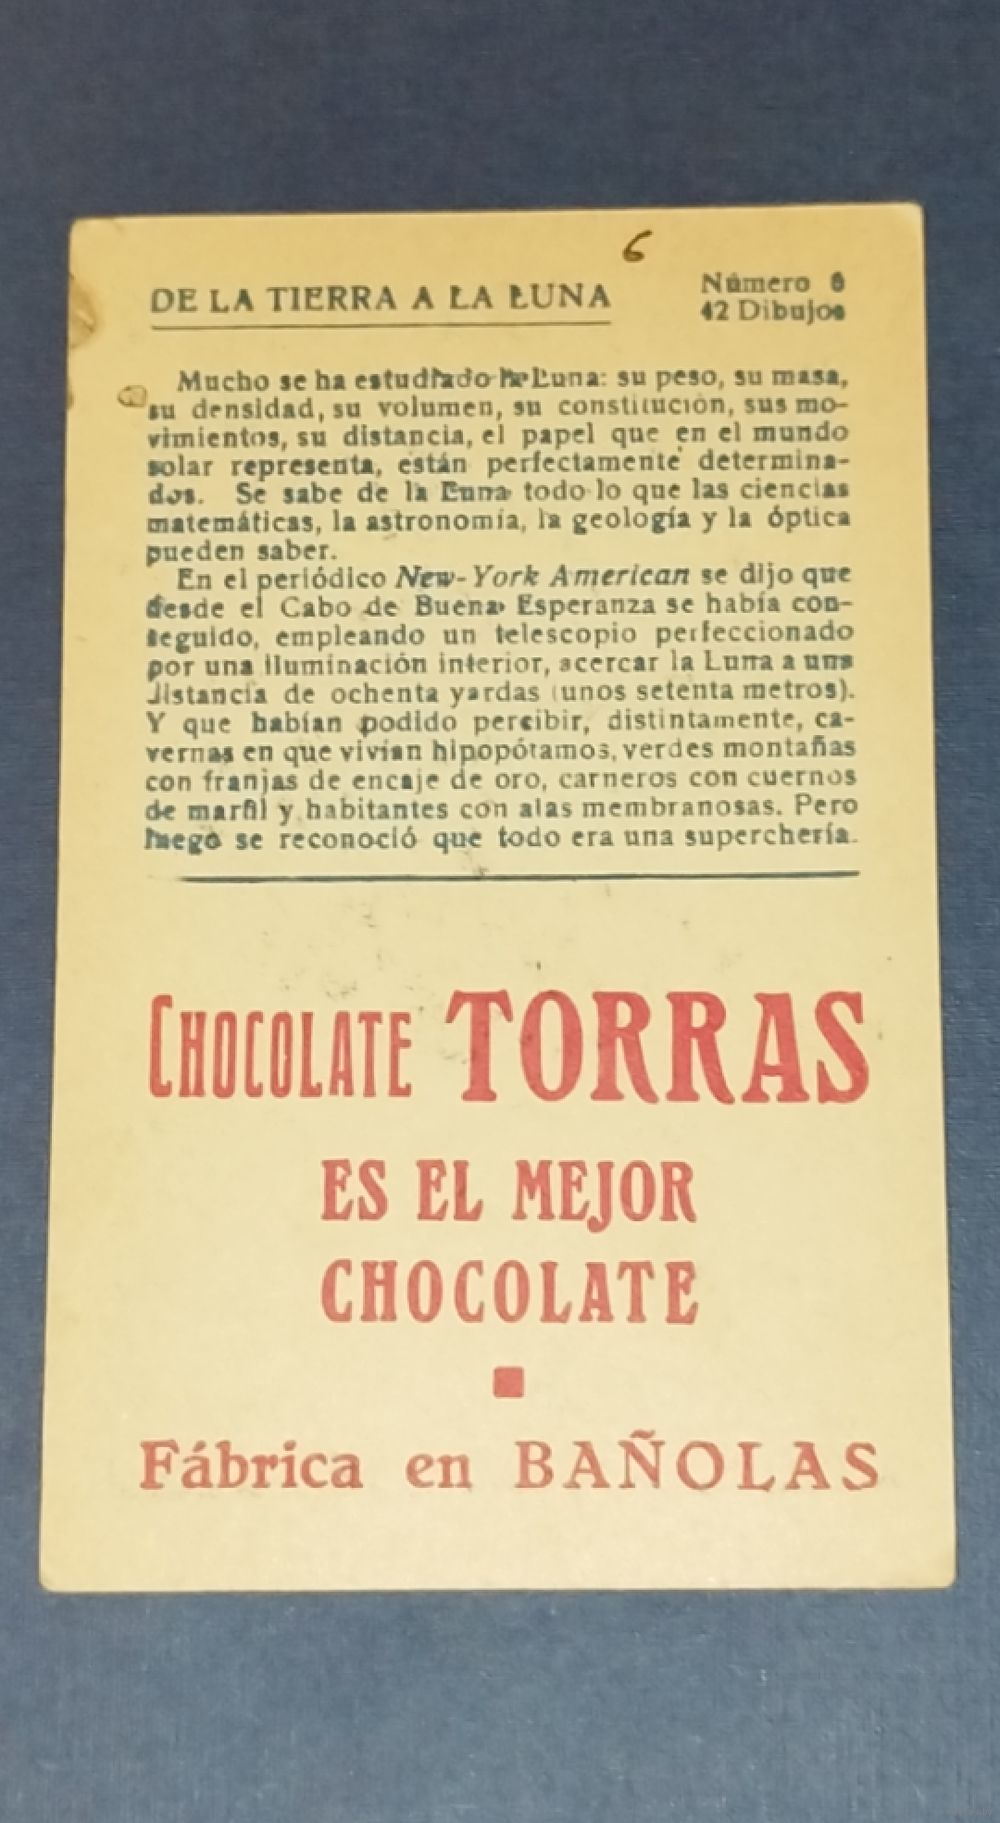 6
DE LA TIERRA A LA LUNA
Número 6
42 Dibujos
Mucho se ha estudiado la Luna: su peso, su masa,
su densidad, su volumen, su constitución, sus mo-
vimientos, su distancia, el papel que en el mundo
solar representa, están perfectamente determina-
dos. Se sabe de la Luna todo lo que las ciencias
matemáticas, la astronomía, la geología y la óptica
pueden saber.
En el periódico New-York American se dijo que
desde el Cabo de Buena Esperanza se había con-
seguido, empleando un telescopio perfeccionado
por una iluminación interior, acercar la Luna a una
distancia de ochenta yardas (unos setenta metros).
Y que habían podido percibir, distintamente, ca-
vernas en que vivían hipopótamos, verdes montañas
con franjas de encaje de oro, carneros con cuernos
de marfil y habitantes con alas membranosas. Pero
luego se reconoció que todo era una superchería.
CHOCOLATE TORRAS
ES EL MEJOR
CHOCOLATE
Fábrica en BAÑOLAS